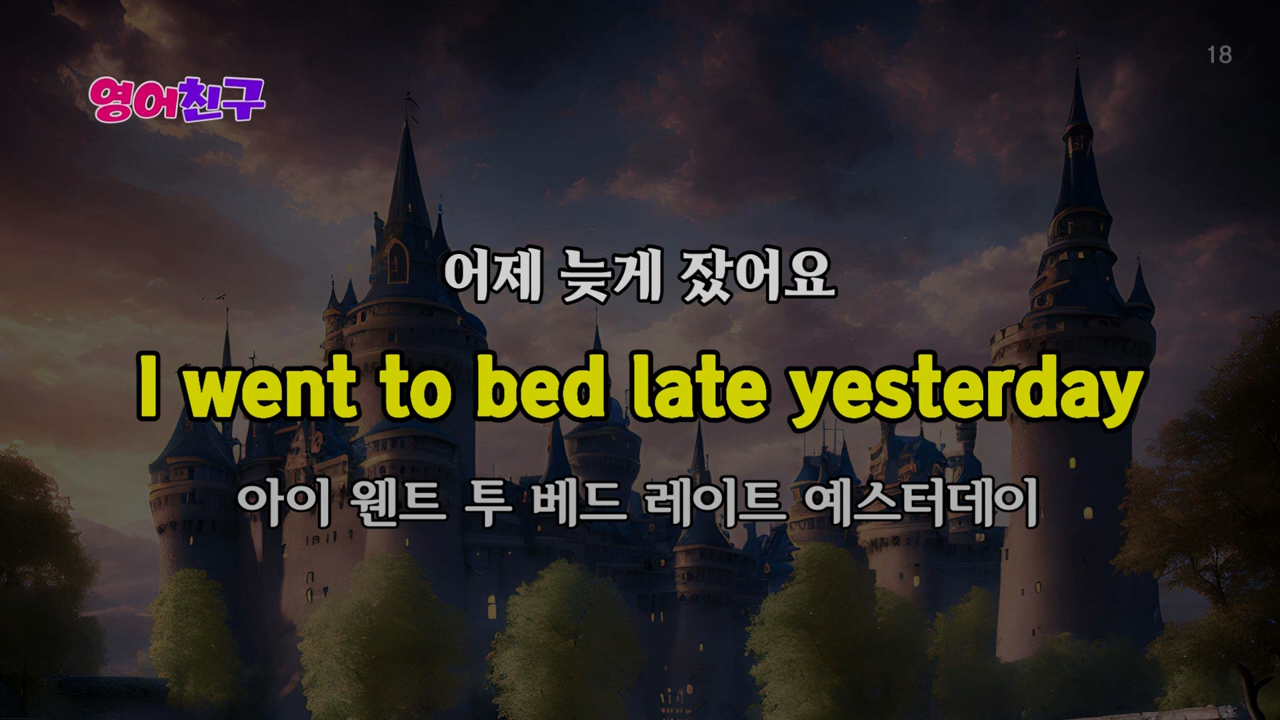 18
영어친구
어제 늦게 잤어요
I went to bed late yesterday
아이 웬트 투 베드 레이트 예스터데이